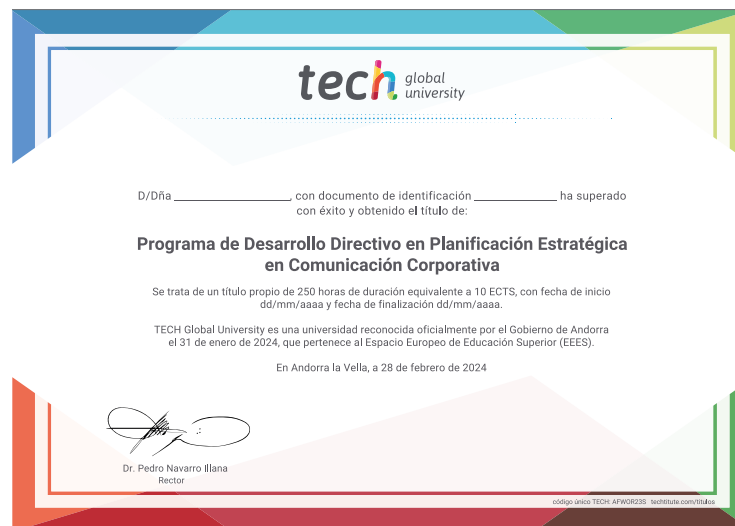 tech global
university
D/Dña ____________________, con documento de identificación ______________ ha superado
con éxito y obtenido el título de:
Programa de Desarrollo Directivo en Planificación Estratégica
en Comunicación Corporativa
Se trata de un título propio de 250 horas de duración equivalente a 10 ECTS, con fecha de inicio
dd/mm/aaaa y fecha de finalización dd/mm/aaaa.
TECH Global University es una universidad reconocida oficialmente por el Gobierno de Andorra
el 31 de enero de 2024, que pertenece al Espacio Europeo de Educación Superior (EEES).
En Andorra la Vella, a 28 de febrero de 2024
Dr. Pedro Navarro Illana
Rector
código único TECH: AFWOR23S techtitute.com/titulos